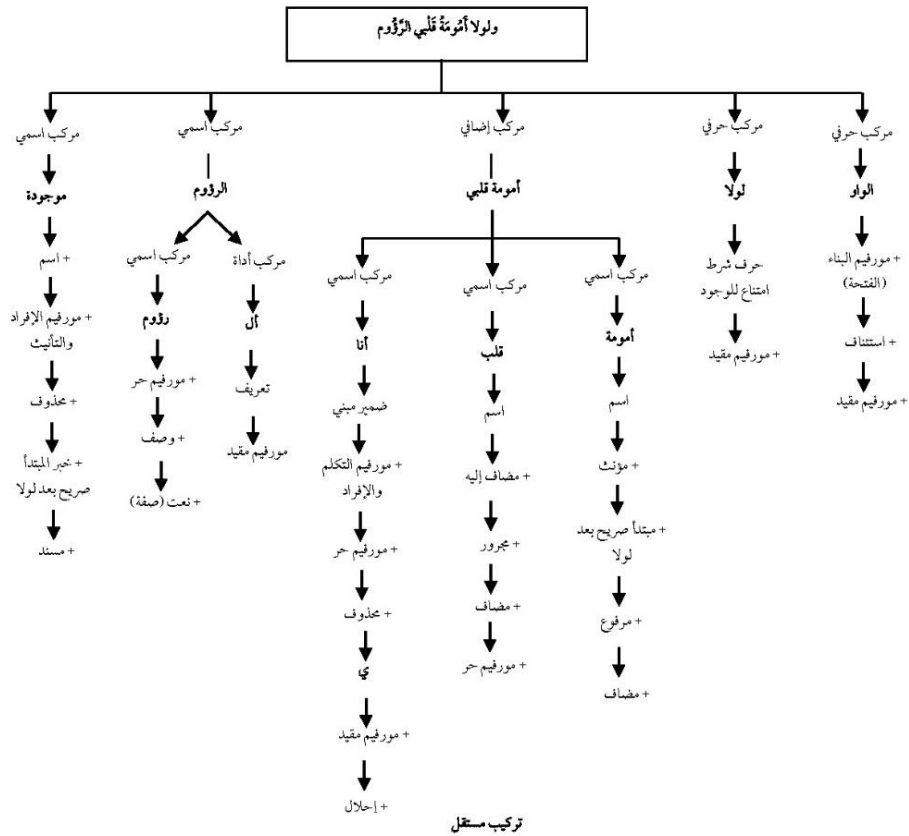 ولولا أُمُومَةُ قَلْبي الرَّؤُوم
مركب حرفي
الواو
+ مورفيم البناء
(الفتحة)
+ استئناف
+ مورفيم مقيد
مركب حرفي
لولا
حرف شرط
امتناع للوجود
+ مورفيم مقيد
مركب إضافي
أمومة قلبي
مركب اسمي
أمومة
اسم
+ مؤنث
+ مبتدأ صريح بعد
لولا
+ مرفوع
+ مضاف
مركب اسمي
قلب
اسم
+ مضاف إليه
+ مجرور
+ مضاف
+ مورفيم حر
مركب اسمي
أنا
ضمير مبني
+ مورفيم التكلم
والإفراد
+ مورفيم حر
+ محذوف
ي
+ مورفيم مقيد
+ إحلال
مركب اسمي
الرؤوم
مركب أداة
أل
تعريف
مورفيم مقيد
مركب اسمي
رؤوم
+ مورفيم حر
+ وصف
+ نعت (صفة)
مركب اسمي
موجودة
+ اسم
+ مورفيم الإفراد
والتأنيث
+ محذوف
+ خبر المبتدأ
صريح بعد لولا
+ مسند
تركيب مستقل